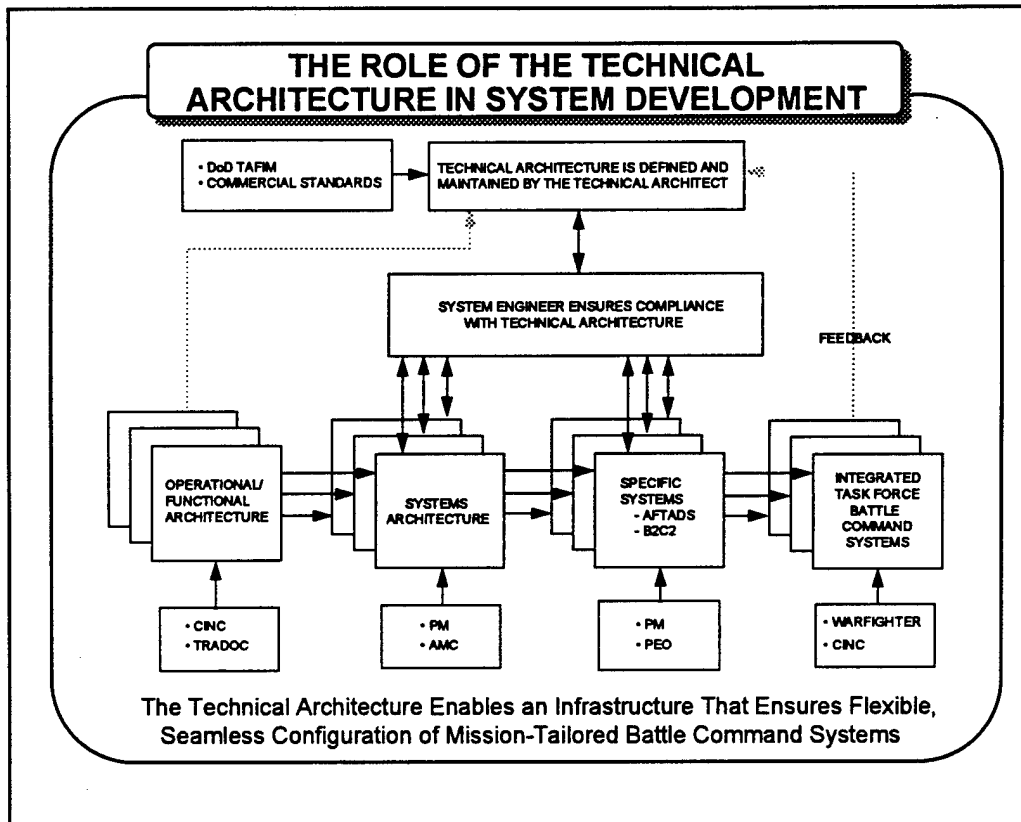 THE ROLE OF THE TECHNICAL
ARCHITECTURE IN SYSTEM DEVELOPMENT
• DoD TAFIM
• COMMERCIAL STANDARDS
TECHNICAL ARCHITECTURE IS DEFINED AND
MAINTAINED BY THE TECHNICAL ARCHITECT
SYSTEM ENGINEER ENSURES COMPLIANCE
WITH TECHNICAL ARCHITECTURE
FEEDBACK
OPERATIONAL/
FUNCTIONAL
ARCHITECTURE
SYSTEMS
ARCHITECTURE
SPECIFIC
SYSTEMS
- AFTADS
- B2C2
INTEGRATED
TASK FORCE
BATTLE
COMMAND
SYSTEMS
• CINC
• TRADOC
• PM
• AMC
• PM
• PEO
• WARFIGHTER
• CINC
The Technical Architecture Enables an Infrastructure That Ensures Flexible,
Seamless Configuration of Mission-Tailored Battle Command Systems